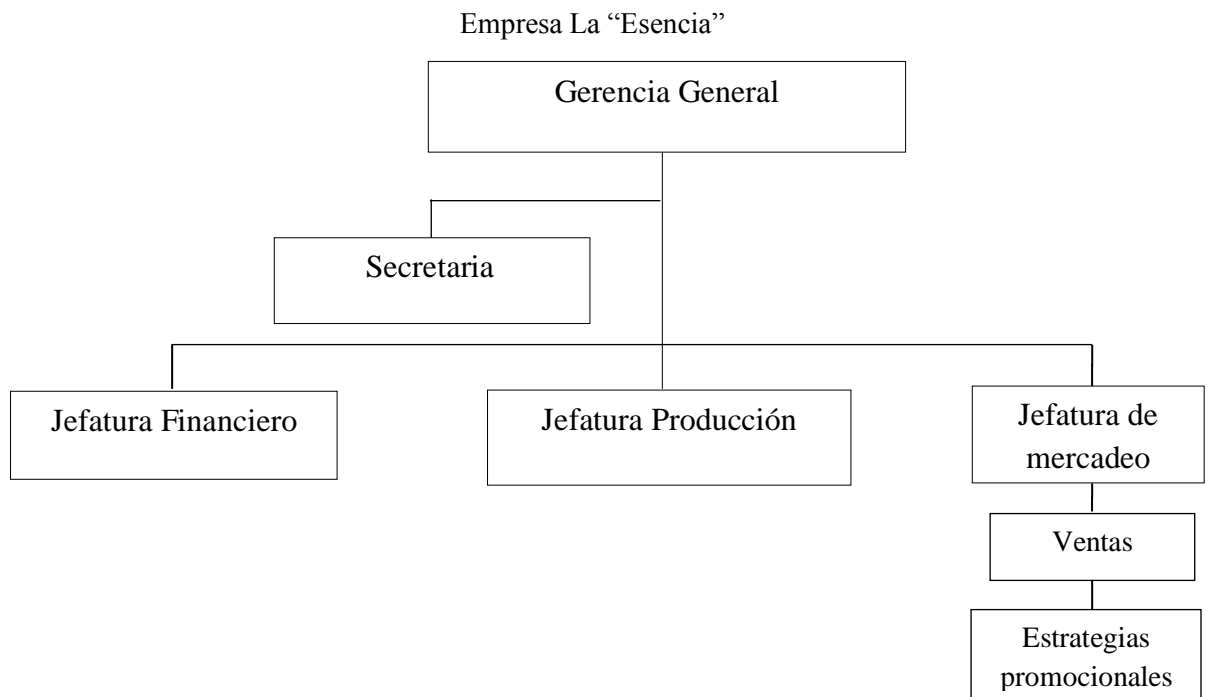 Empresa La “Esencia”
Gerencia General
Secretaria
Jefatura Financiero
Jefatura Producción
Jefatura de
mercadeo
Ventas
Estrategias
promocionales